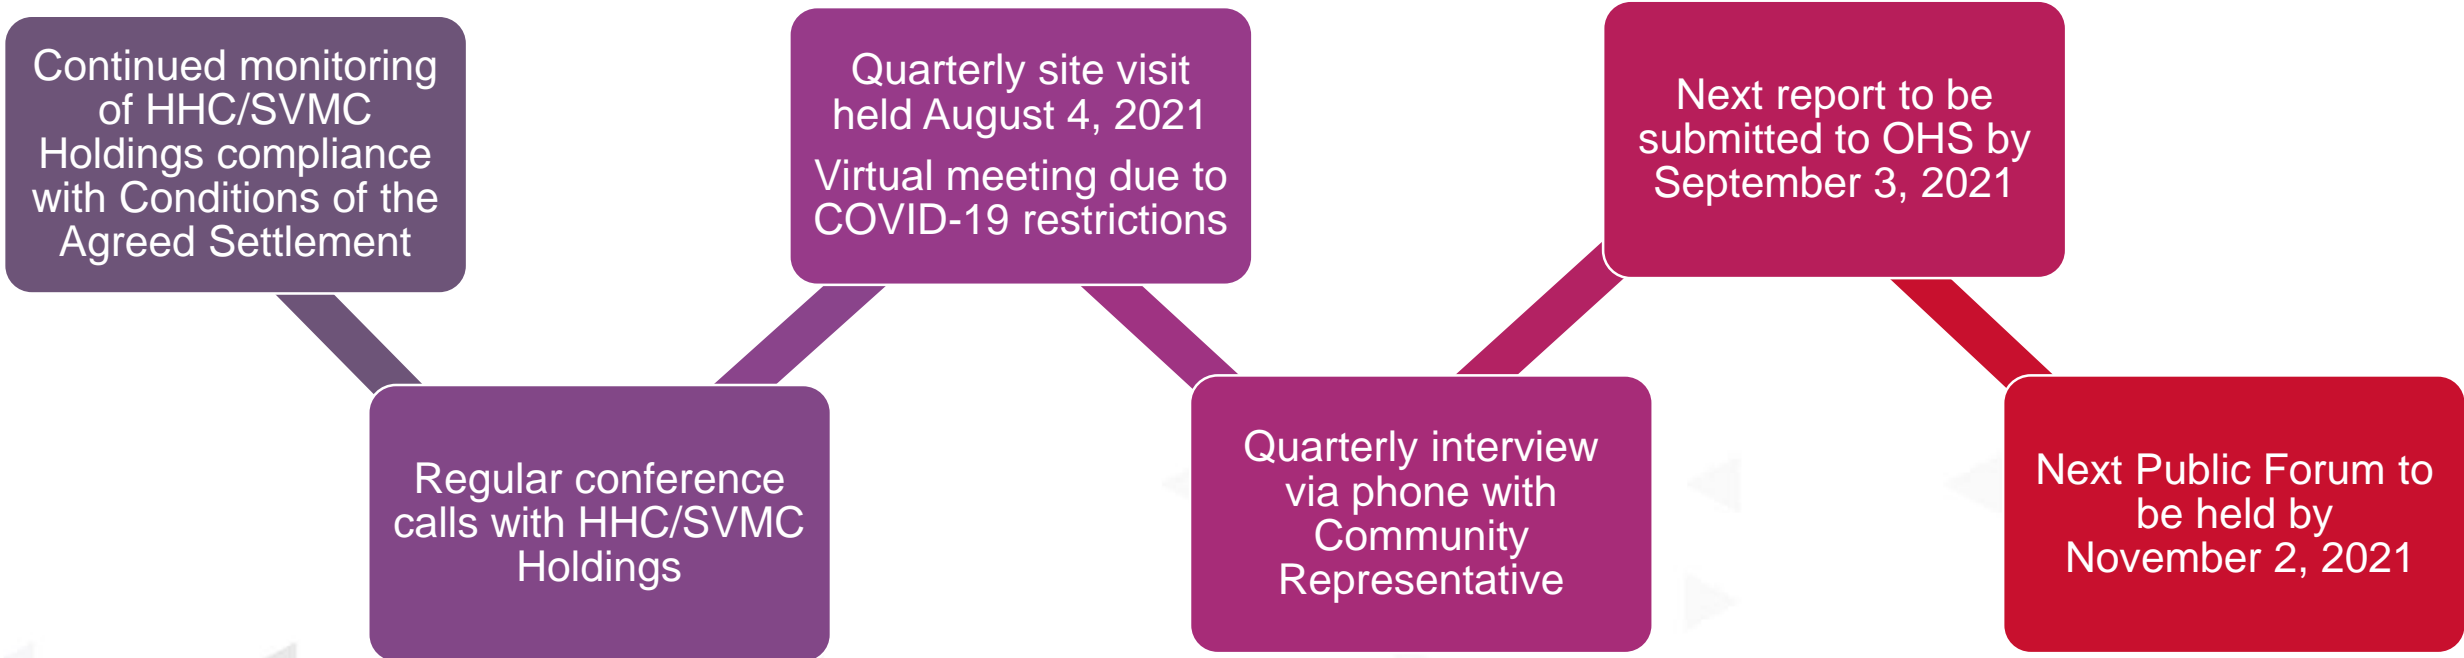 Continued monitoring
of HHC/SVMC
Holdings compliance
with Conditions of the
Agreed Settlement
Regular conference
calls with HHC/SVMC
Holdings
Quarterly site visit
held August 4, 2021
Virtual meeting due to
COVID-19 restrictions
Quarterly interview
via phone with
Community
Representative
Next report to be
submitted to OHS by
September 3, 2021
Next Public Forum to
be held by
November 2, 2021